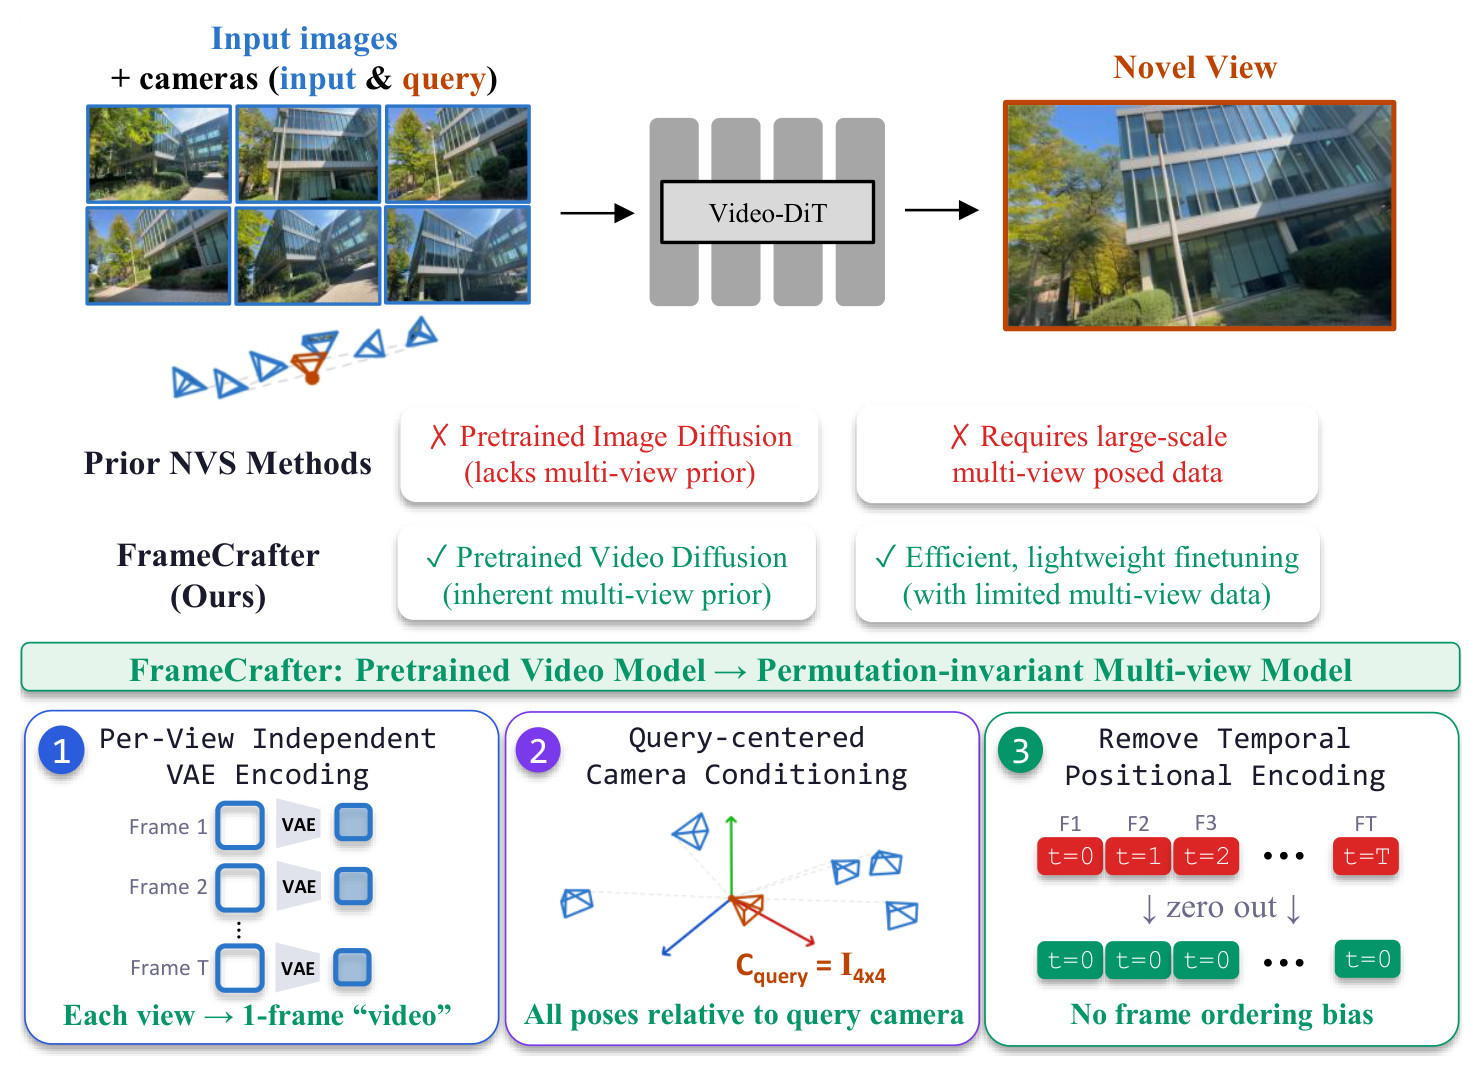 Input images
+ cameras (input & query)
Novel View
Video-DiT
Prior NVS Methods
✗ Pretrained Image Diffusion
(lacks multi-view prior)
✗ Requires large-scale
multi-view posed data
FrameCrafter
(Ours)
✓ Pretrained Video Diffusion
(inherent multi-view prior)
✓ Efficient, lightweight finetuning
(with limited multi-view data)
FrameCrafter: Pretrained Video Model → Permutation-invariant Multi-view Model
1 Per-View Independent
VAE Encoding
Frame 1 VAE
Frame 2 VAE
⋮
Frame T VAE
Each view → 1-frame “video”
2 Query-centered
Camera Conditioning
C_query = I_4x4
All poses relative to query camera
3 Remove Temporal
Positional Encoding
F1 F2 F3 FT
t=0 t=1 t=2 ••• t=T
↓ zero out ↓
t=0 t=0 t=0 ••• t=0
No frame ordering bias